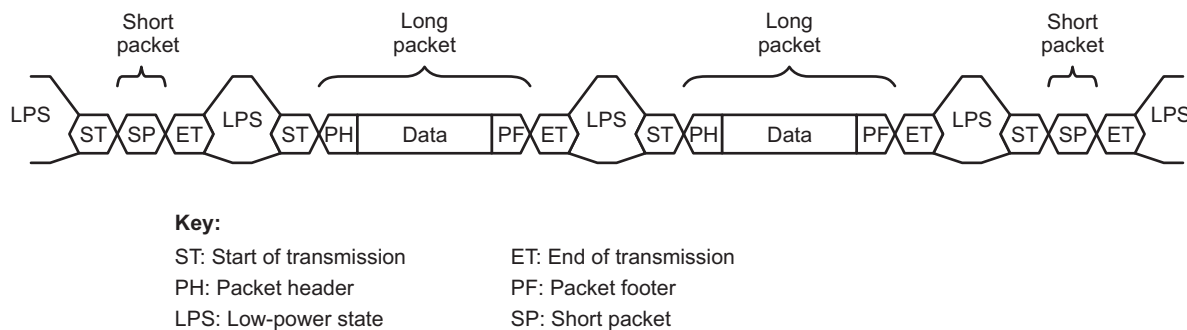 Short packet
Long packet
Long packet
Short packet
LPS ST SP ET LPS ST PH Data PF ET LPS ST PH Data PF ET LPS ST SP ET LPS
Key:
ST: Start of transmission ET: End of transmission
PH: Packet header PF: Packet footer
LPS: Low-power state SP: Short packet